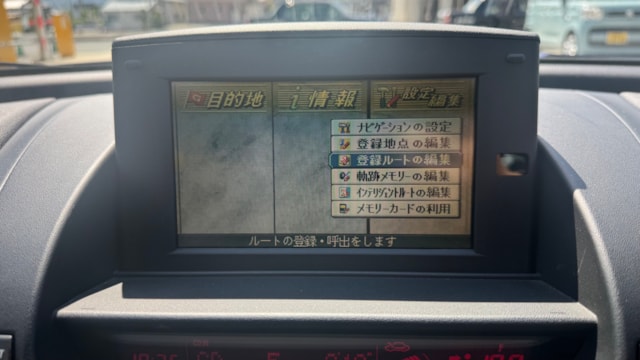 目的地
i 情報
設定
編集
ナビゲーションの設定
登録地点の編集
登録ルートの編集
軌跡メモリーの編集
インテリジェントルートの編集
メモリーカードの利用
ルートの登録・呼出をします